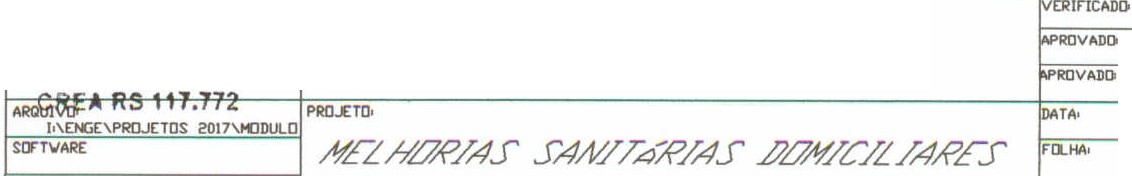 VERIFICADO:
APROVADO:
APROVADO:
CREA RS 117.772
ARQUIVO:
I:\ENGE\PROJETOS 2017\MODULO
PROJETO:
DATA:
SOFTWARE
MELHORIAS SANITáRIAS DOMICILIARES
FOLHA: